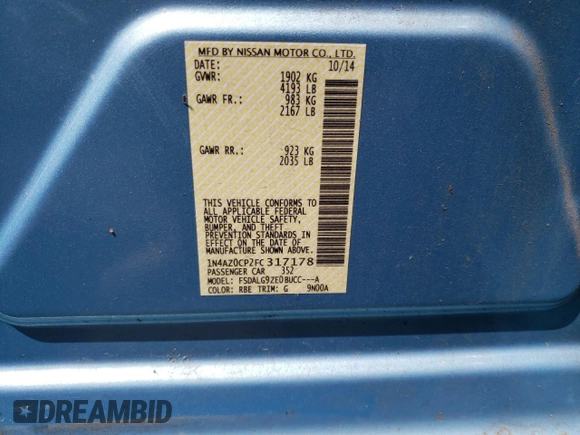 MFD BY NISSAN MOTOR CO., LTD.
DATE: 10/14
GVWR: 1902 KG
4193 LB
GAWR FR.: 983 KG
2167 LB
GAWR RR.: 923 KG
2035 LB
THIS VEHICLE CONFORMS TO
ALL APPLICABLE FEDERAL
MOTOR VEHICLE SAFETY,
BUMPER, AND THEFT
PREVENTION STANDARDS IN
EFFECT ON THE DATE OF
MANUFACTURE SHOWN ABOVE.
1N4AZ0CP2FC317178
PASSENGER CAR 352
MODEL: FSDALG9ZE0BUCC---A
COLOR: RBE TRIM: G 9N00A
DREAMBID